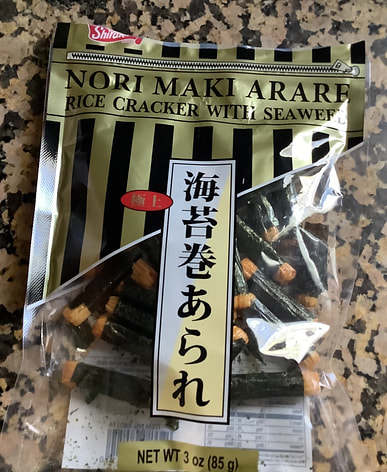 NORI MAKI ARARE
RICE CRACKER WITH SEAWEED
極上
海苔巻あられ
NET WT 3 oz (85 g)